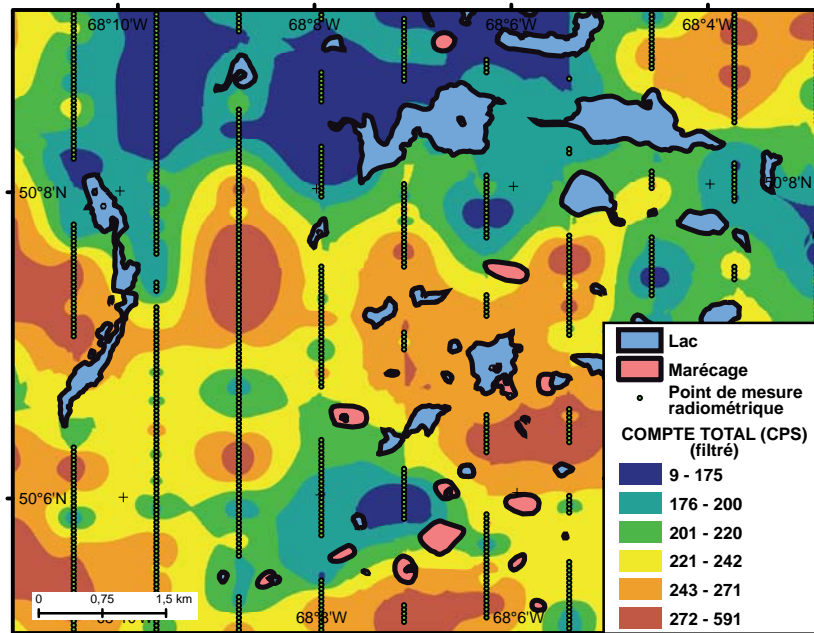 68°10'W 68°8'W 68°6'W 68°4'W
50°8'N 50°8'N
50°6'N
Lac
Marécage
Point de mesure
radiométrique
COMPTE TOTAL (CPS)
(filtré)
9 - 175
176 - 200
201 - 220
221 - 242
243 - 271
272 - 591
0 0,75 1,5 km
68°10'W 68°8'W 68°6'W